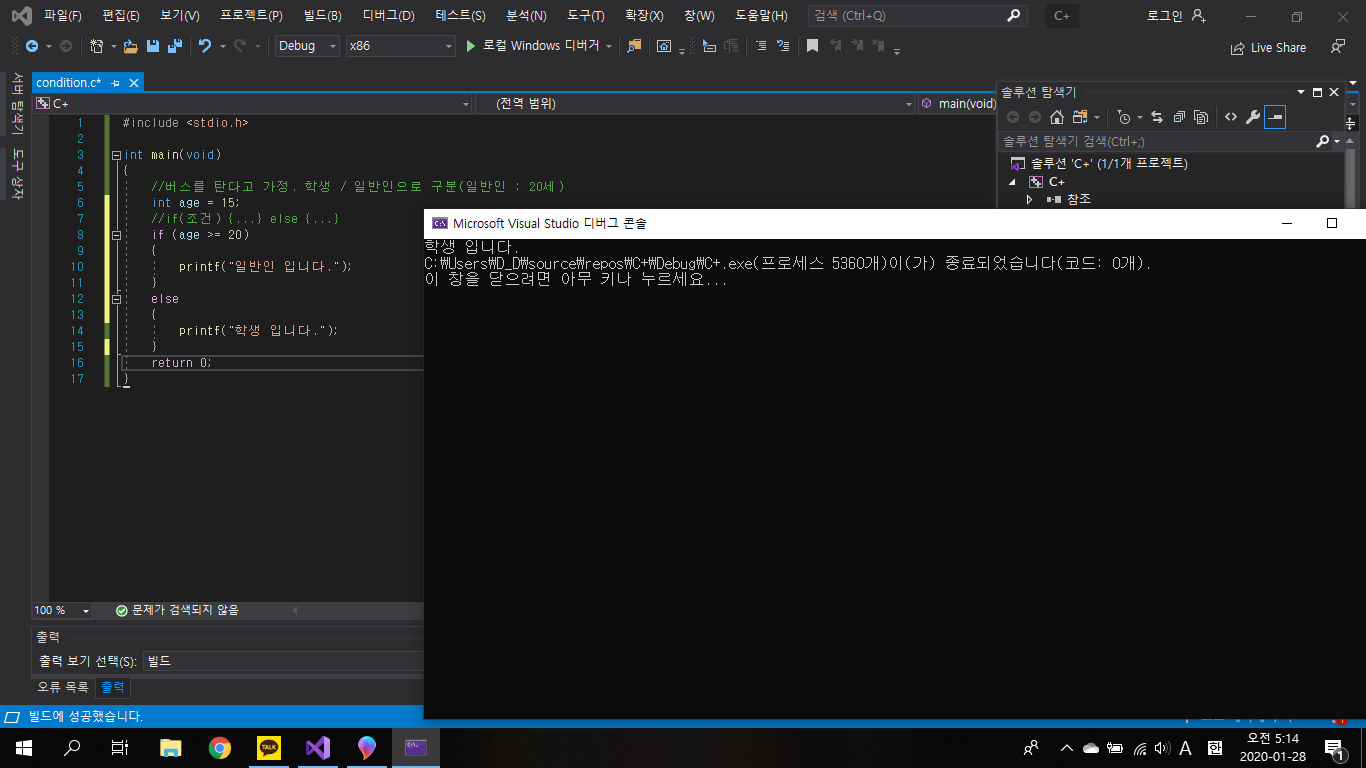 파일(F) 편집(E) 보기(V) 프로젝트(P) 빌드(B) 디버그(D) 테스트(S) 분석(N) 도구(T) 확장(X) 창(W) 도움말(H) 검색 (Ctrl+Q) C+ 로그인
Debug x86 로컬 Windows 디버거 Live Share
서버 탐색기
도구 상자
condition.c*
C+ (전역 범위) main(void)
1 #include <stdio.h>
2
3 int main(void)
4 {
5 //버스를 탄다고 가정. 학생 / 일반인으로 구분(일반인 : 20세)
6 int age = 15;
7 //if(조건){...} else {...}
8 if (age >= 20)
9 {
10 printf("일반인 입니다.");
11 }
12 else
13 {
14 printf("학생 입니다.");
15 }
16 return 0;
17 }
솔루션 탐색기
솔루션 탐색기 검색(Ctrl+;)
솔루션 'C+' (1/1개 프로젝트)
C+
참조
Microsoft Visual Studio 디버그 콘솔
학생 입니다.
C:\Users\D_D\source\repos\C+\Debug\C+.exe(프로세스 5360개)이(가) 종료되었습니다(코드: 0개).
이 창을 닫으려면 아무 키나 누르세요...
100 % 문제가 검색되지 않음
출력
출력 보기 선택(S): 빌드
오류 목록 출력
빌드에 성공했습니다.
TALK
A 한 오전 5:14
2020-01-28
1